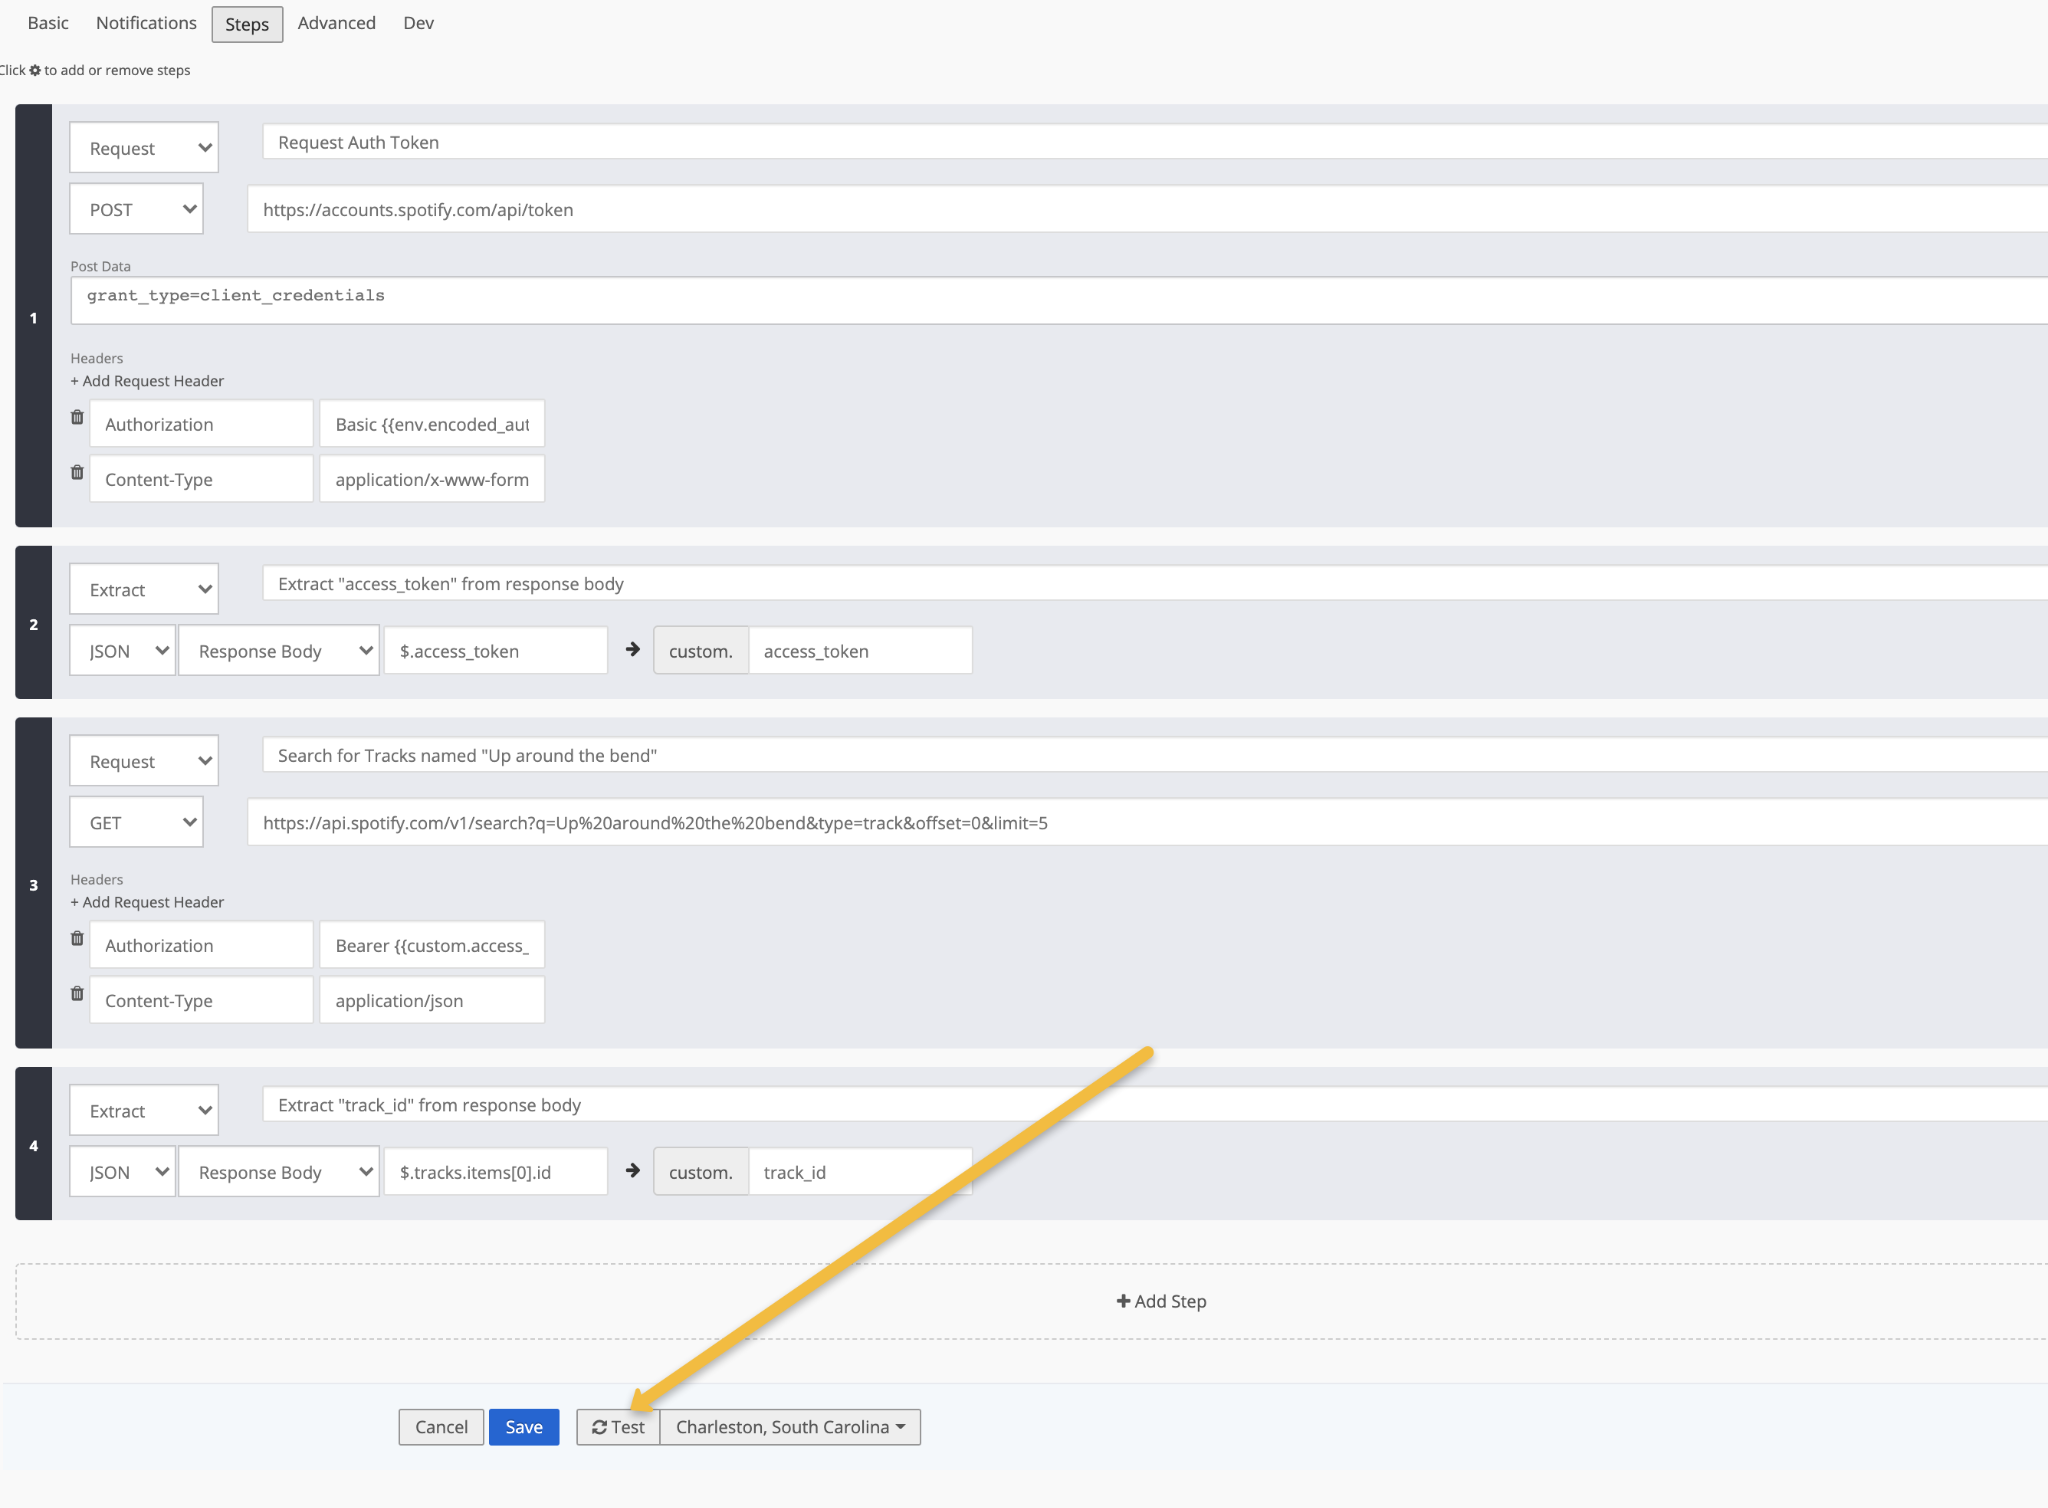 Basic Notifications Steps Advanced Dev
Click to add or remove steps
Request Request Auth Token
POST https://accounts.spotify.com/api/token
Post Data
grant_type=client_credentials
1
Headers
+ Add Request Header
Authorization Basic {{env.encoded_aut
Content-Type application/x-www-form
Extract Extract "access_token" from response body
2
JSON Response Body $.access_token custom. access_token
Request Search for Tracks named "Up around the bend"
GET https://api.spotify.com/v1/search?q=Up%20around%20the%20bend&type=track&offset=0&limit=5
3
Headers
+ Add Request Header
Authorization Bearer {{custom.access_
Content-Type application/json
Extract Extract "track_id" from response body
4
JSON Response Body $.tracks.items[0].id custom. track_id
+ Add Step
Cancel Save Test Charleston, South Carolina